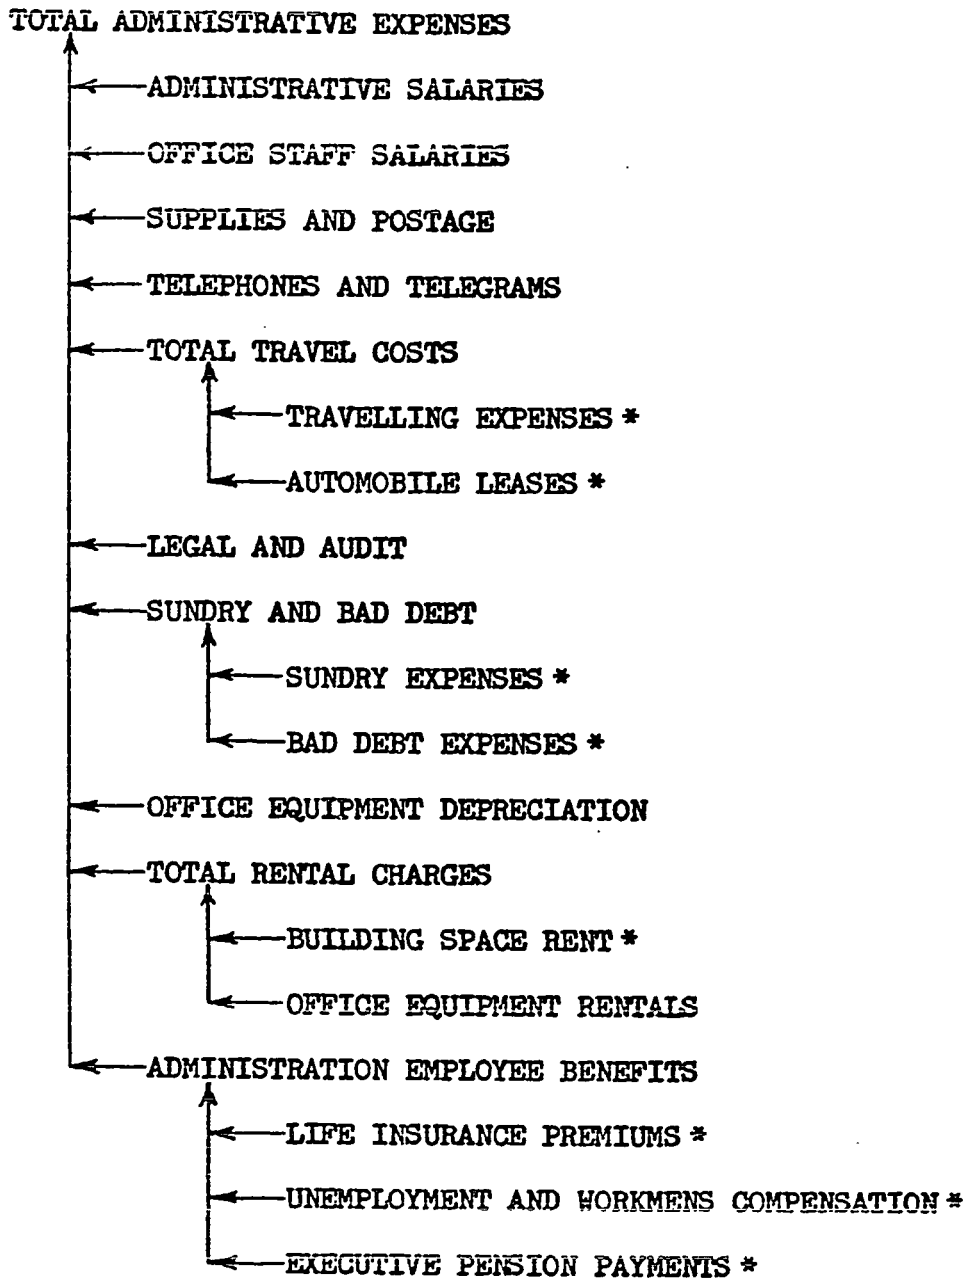 TOTAL ADMINISTRATIVE EXPENSES
ADMINISTRATIVE SALARIES
OFFICE STAFF SALARIES
SUPPLIES AND POSTAGE
TELEPHONES AND TELEGRAMS
TOTAL TRAVEL COSTS
TRAVELLING EXPENSES *
AUTOMOBILE LEASES *
LEGAL AND AUDIT
SUNDRY AND BAD DEBT
SUNDRY EXPENSES *
BAD DEBT EXPENSES *
OFFICE EQUIPMENT DEPRECIATION
TOTAL RENTAL CHARGES
BUILDING SPACE RENT *
OFFICE EQUIPMENT RENTALS
ADMINISTRATION EMPLOYEE BENEFITS
LIFE INSURANCE PREMIUMS *
UNEMPLOYMENT AND WORKMENS COMPENSATION *
EXECUTIVE PENSION PAYMENTS *